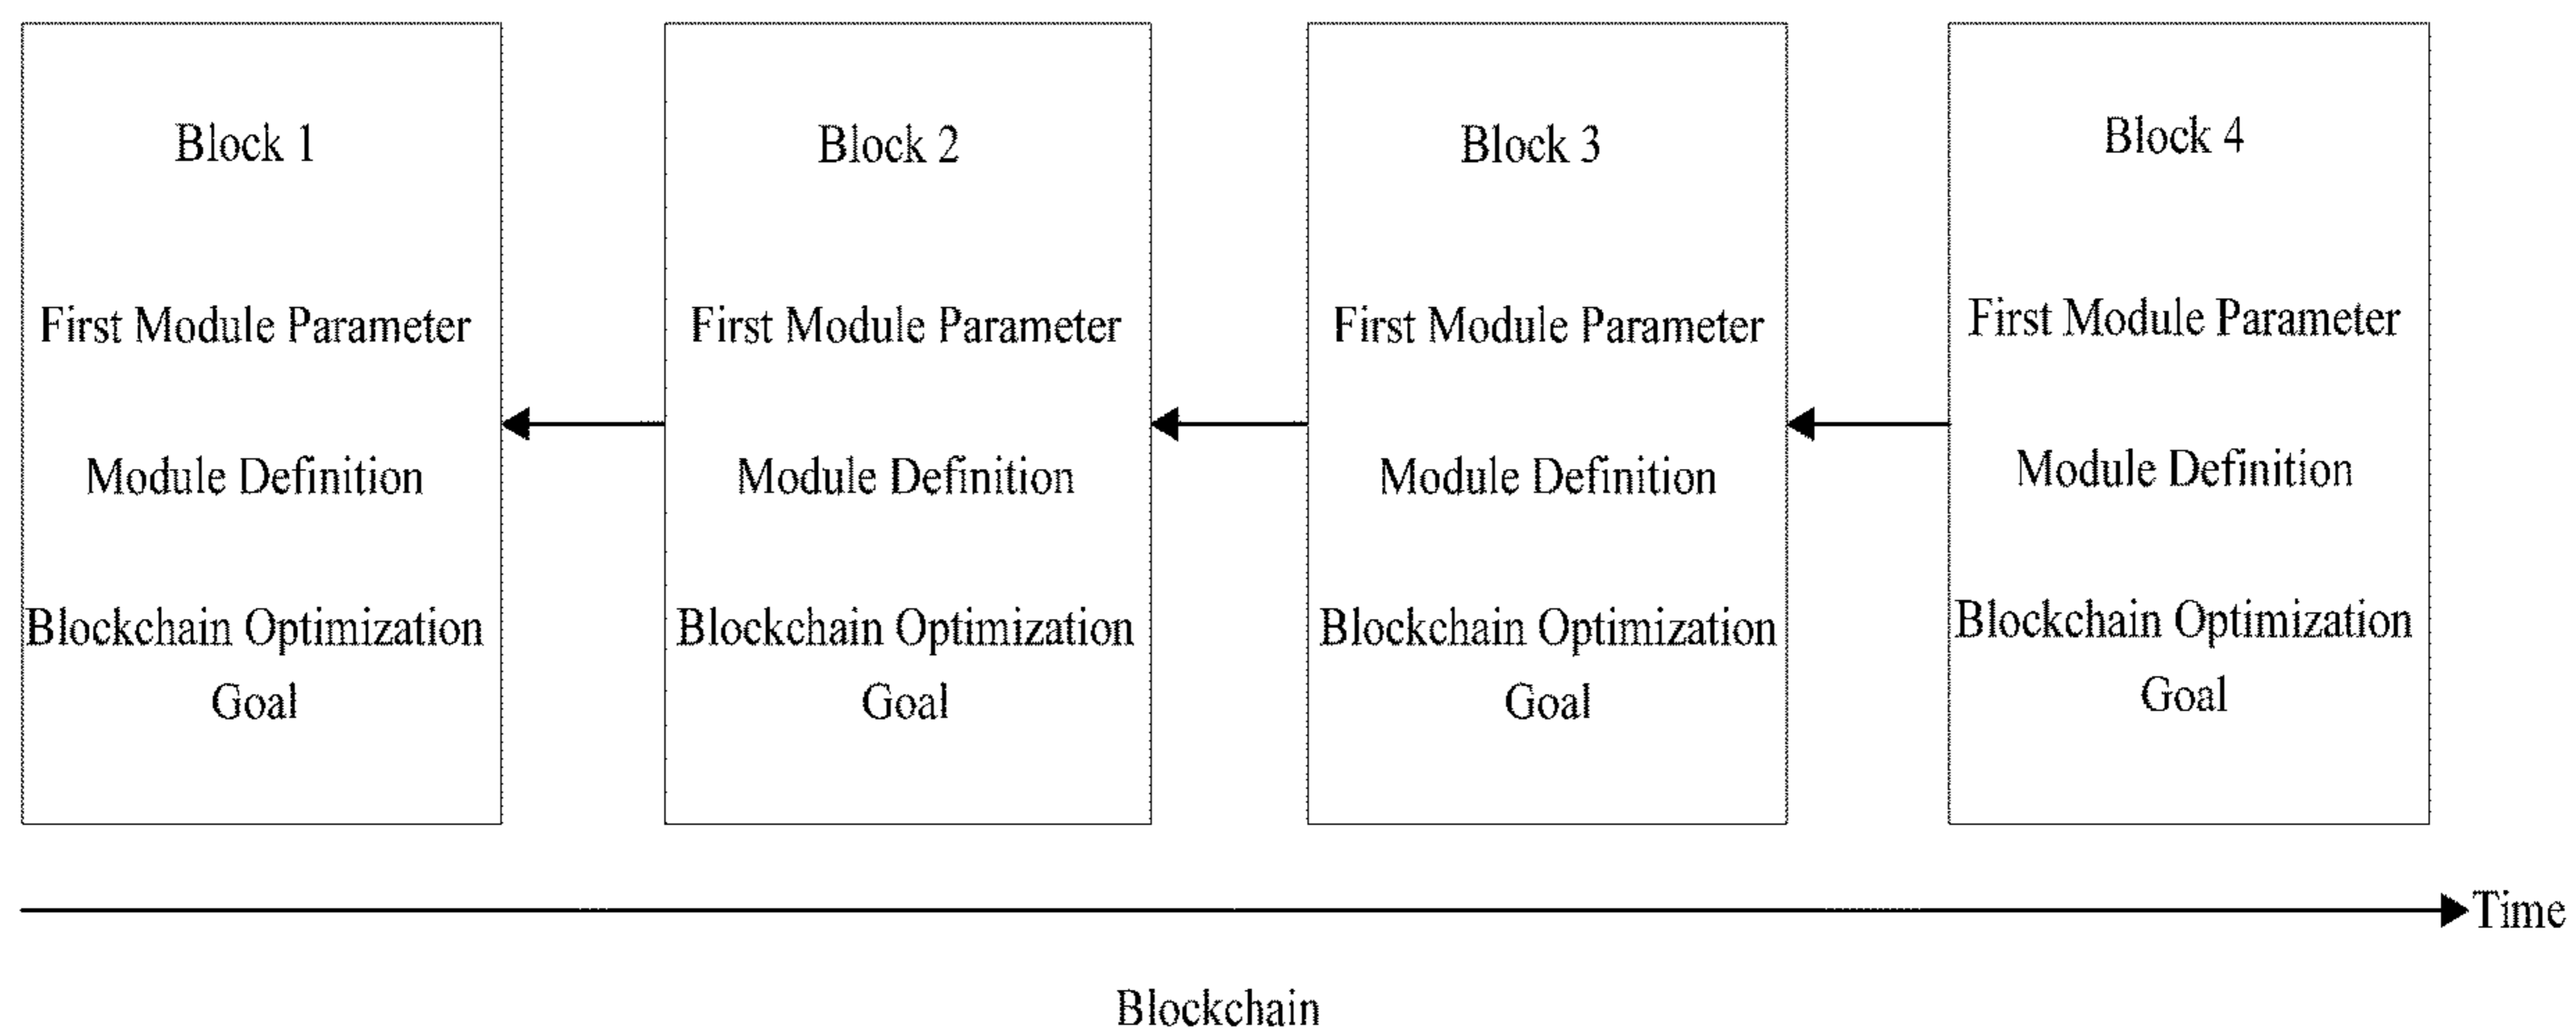 Block 1
First Module Parameter
Module Definition
Blockchain Optimization
Goal
Block 2
First Module Parameter
Module Definition
Blockchain Optimization
Goal
Block 3
First Module Parameter
Module Definition
Blockchain Optimization
Goal
Block 4
First Module Parameter
Module Definition
Blockchain Optimization
Goal
Time
Blockchain